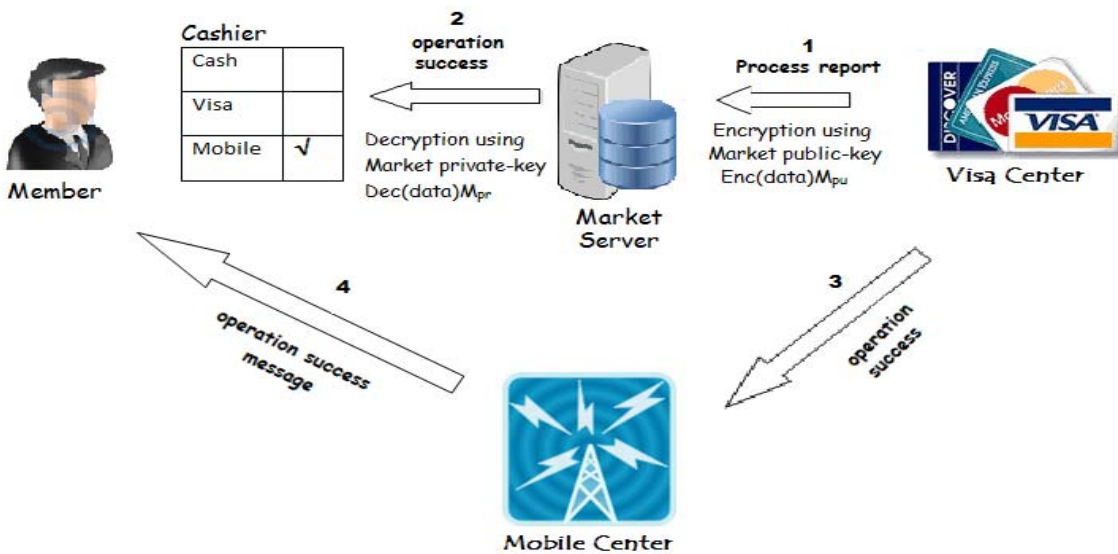 Cashier
Cash
Visa
Mobile √
Member
2
operation
success
Decryption using
Market private-key
Dec(data)Mpr
Market
Server
1
Process report
Encryption using
Market public-key
Enc(data)Mpu
DISCOVER
AMERICAN EXPRESS
VISA
Visa Center
3
operation
success
4
operation success
message
Mobile Center